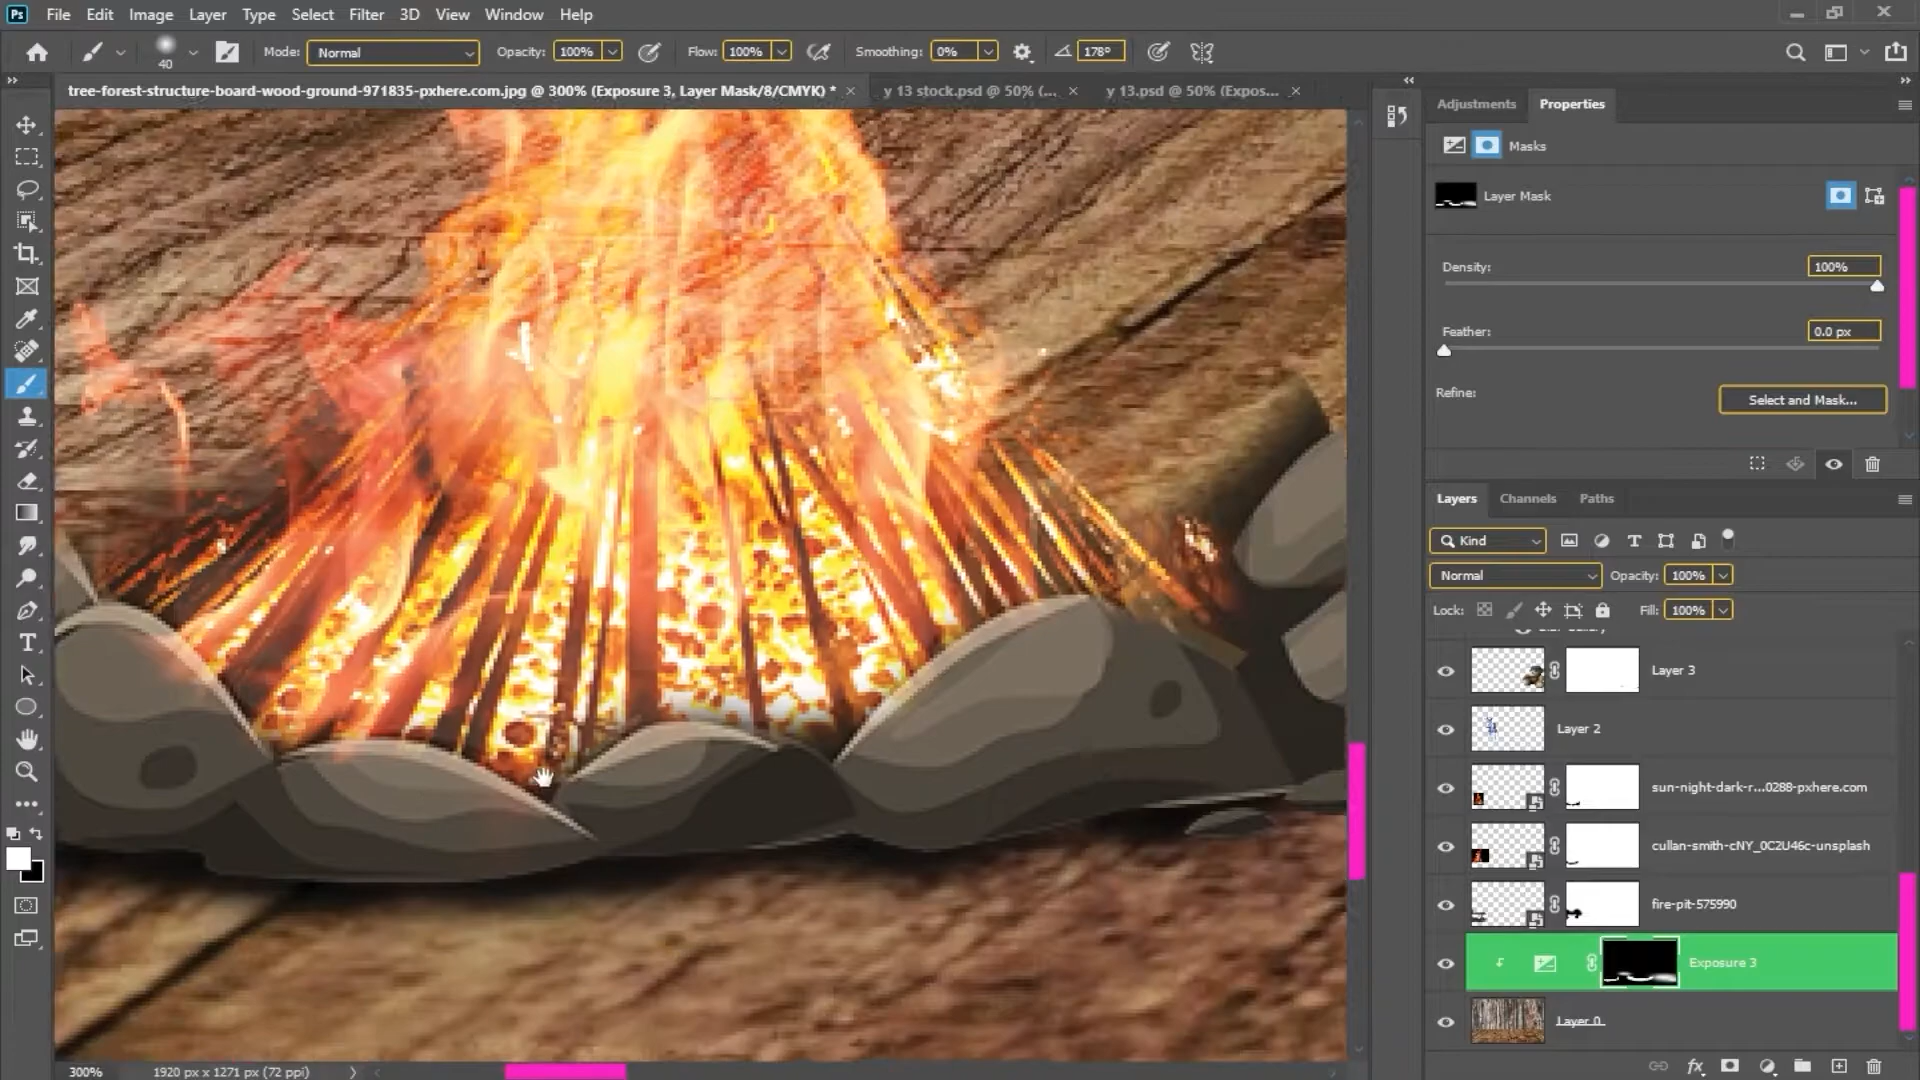 Ps File Edit Image Layer Type Select Filter 3D View Window Help
40 Mode: Normal Opacity: 100% Flow: 100% Smoothing: 0% 178°
tree-forest-structure-board-wood-ground-971835-pxhere.com.jpg @ 300% (Exposure 3, Layer Mask/8/CMYK) * × y 13 stock.psd @ 50% (... × y 13.psd @ 50% (Expos... ×
Adjustments Properties
Masks
Layer Mask
Density: 100%
Feather: 0.0 px
Refine: Select and Mask...
Layers Channels Paths
Kind
Normal Opacity: 100%
Lock: Fill: 100%
Layer 3
Layer 2
sun-night-dark-r...0288-pxhere.com
cullan-smith-cNY_0C2U46c-unsplash
fire-pit-575990
Exposure 3
Layer 0
300% 1920 px x 1271 px (72 ppi)